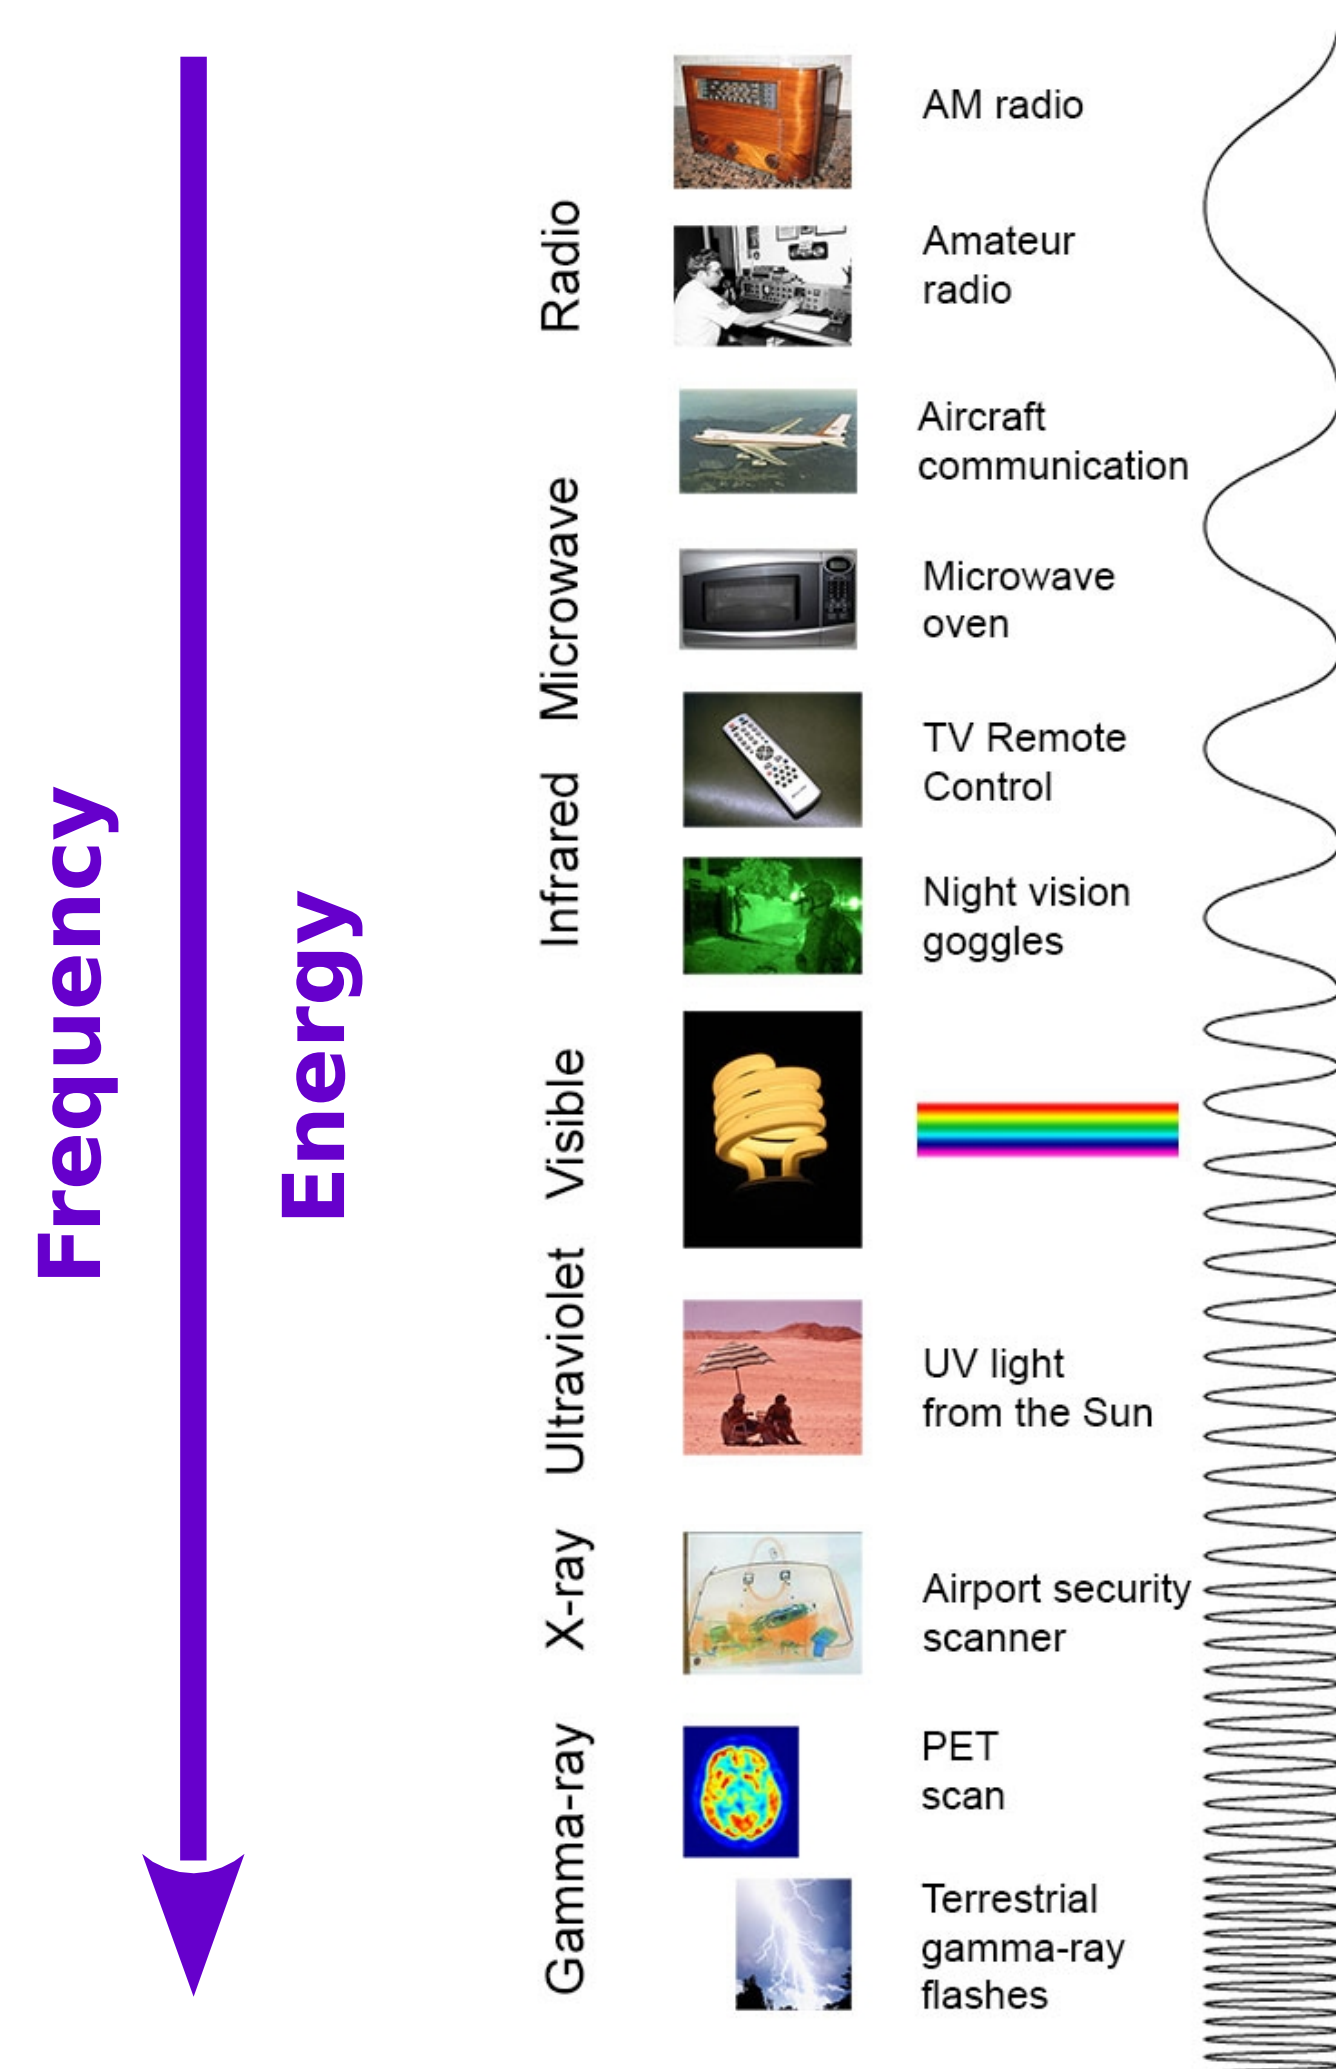 Frequency
Energy
Radio
Microwave
Infrared
Visible
Ultraviolet
X-ray
Gamma-ray
AM radio
Amateur
radio
Aircraft
communication
Microwave
oven
TV Remote
Control
Night vision
goggles
UV light
from the Sun
Airport security
scanner
PET
scan
Terrestrial
gamma-ray
flashes